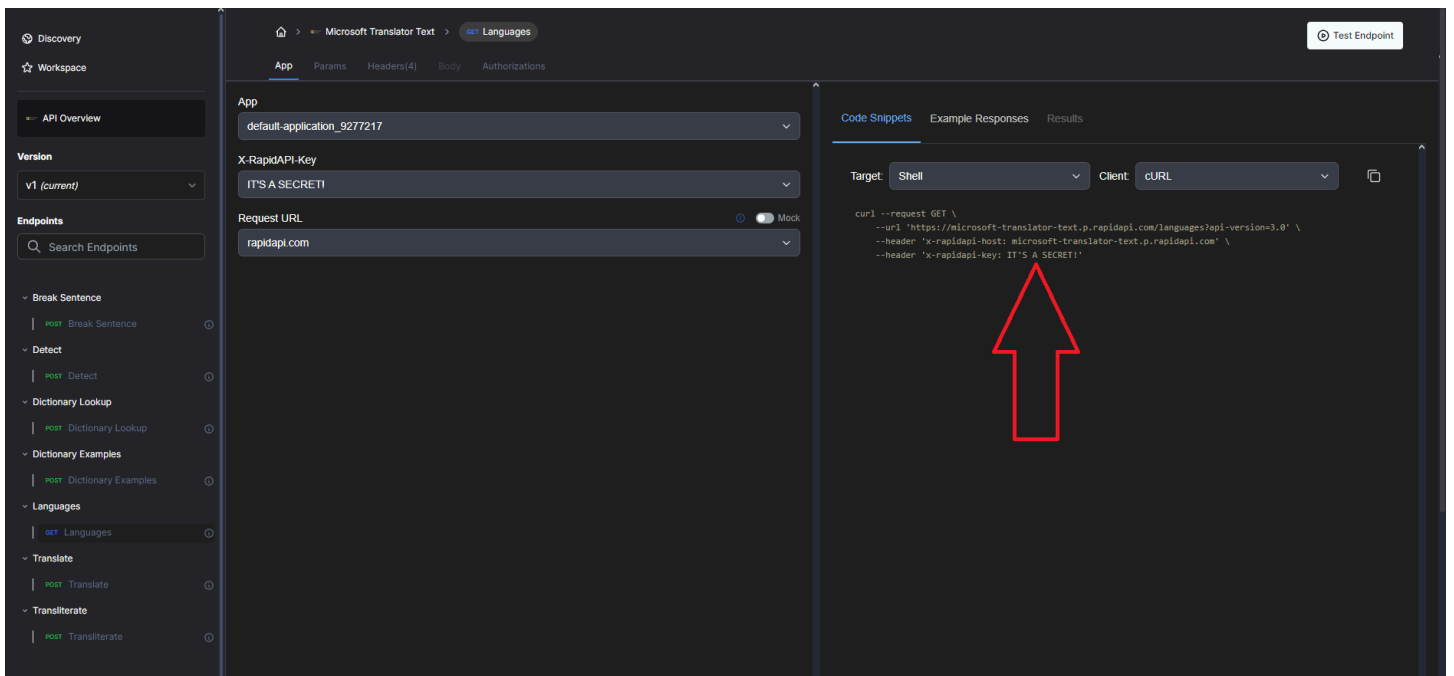 Discovery
Workspace
API Overview
Version
v1 (current)
Endpoints
Search Endpoints
Break Sentence
POST Break Sentence
Detect
POST Detect
Dictionary Lookup
POST Dictionary Lookup
Dictionary Examples
POST Dictionary Examples
Languages
GET Languages
Translate
POST Translate
Transliterate
POST Transliterate
> Microsoft Translator Text > GET Languages
Test Endpoint
App Params Headers(4) Body Authorizations
App
default-application_9277217
X-RapidAPI-Key
IT'S A SECRET!
Request URL
Mock
rapidapi.com
Code Snippets Example Responses Results
Target: Shell Client: cURL
curl --request GET \
--url 'https://microsoft-translator-text.p.rapidapi.com/languages?api-version=3.0' \
--header 'x-rapidapi-host: microsoft-translator-text.p.rapidapi.com' \
--header 'x-rapidapi-key: IT'S A SECRET!'